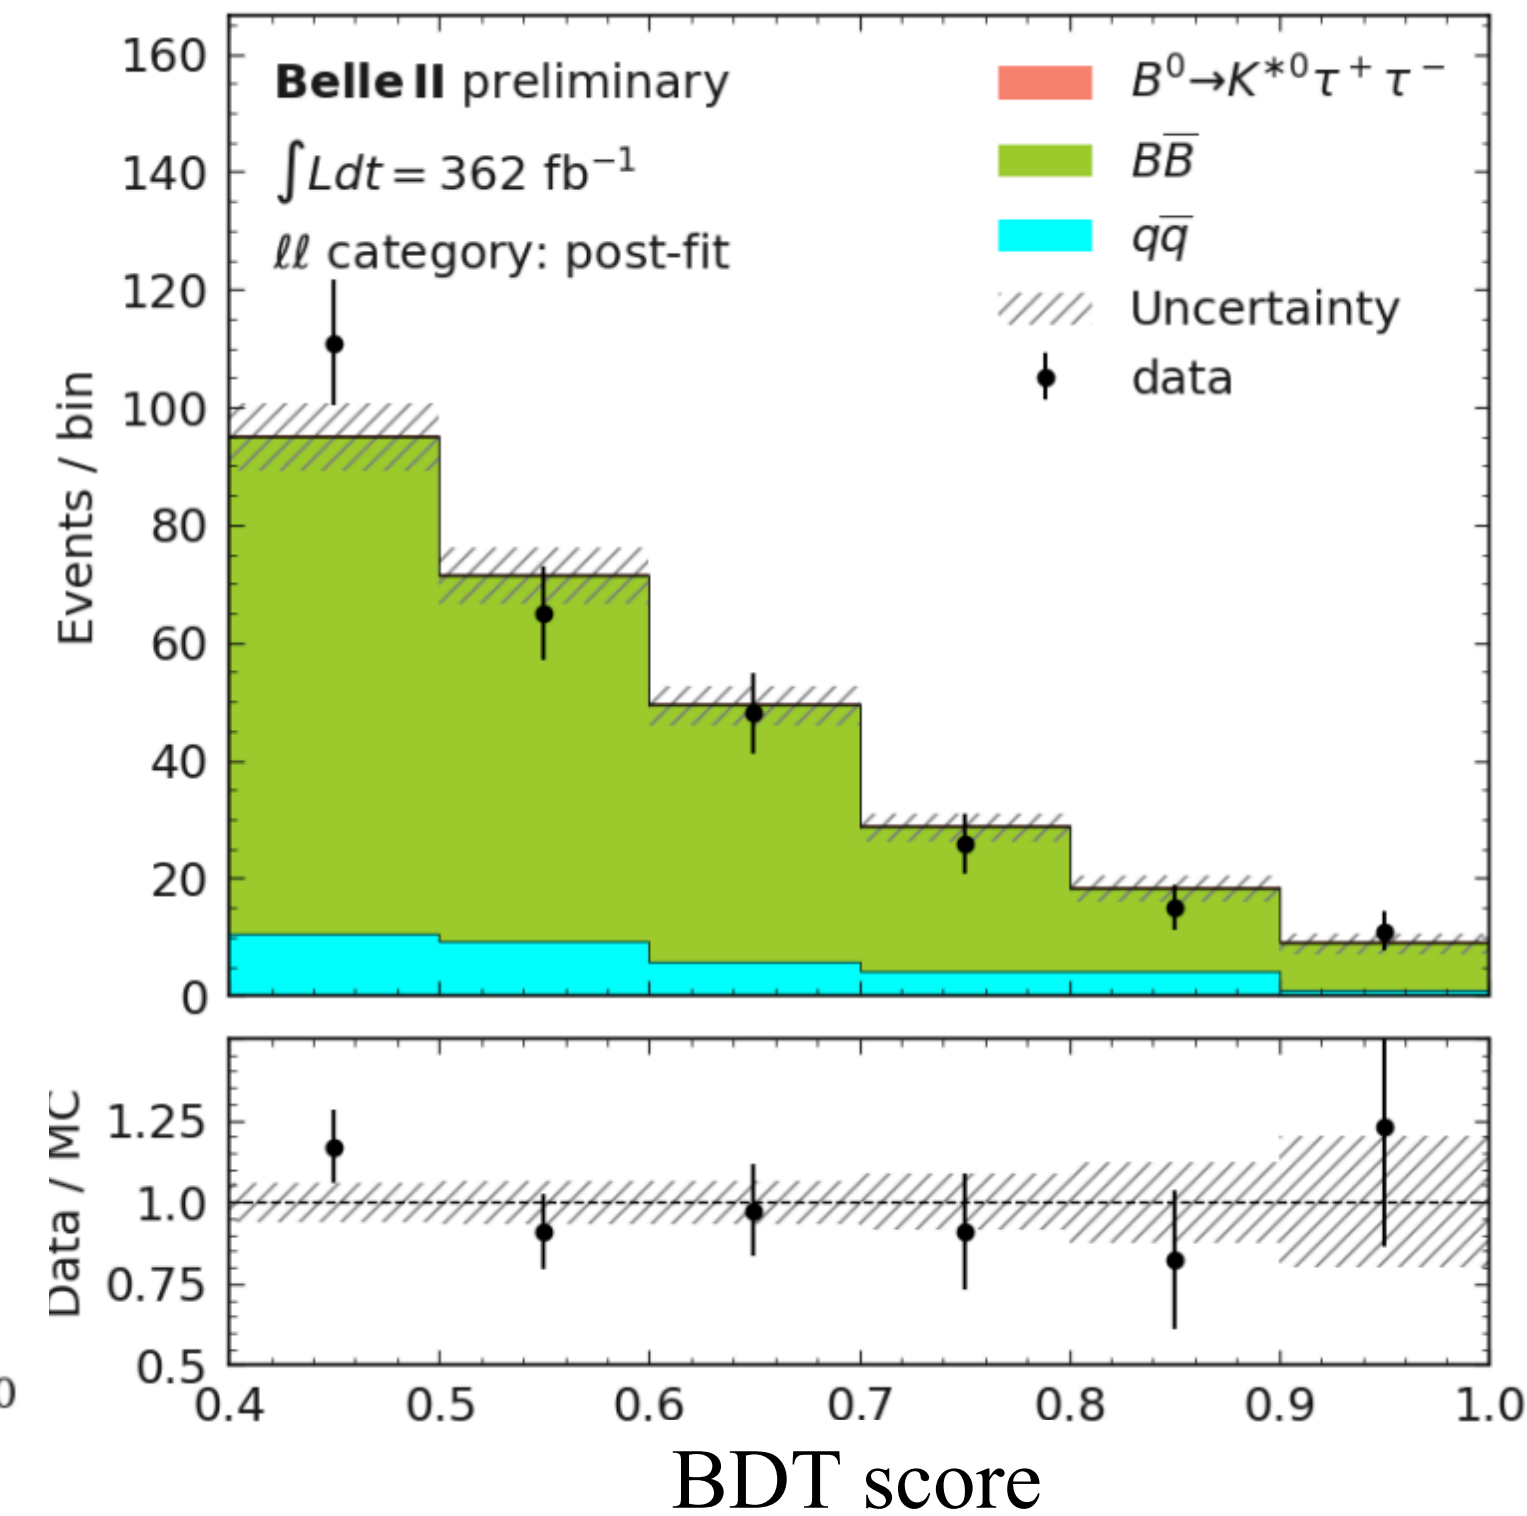 160
140
120
100
80
60
40
20
0
Events / bin
Belle II preliminary
∫Ldt = 362 fb⁻¹
ℓℓ category: post-fit
B⁰→K*⁰τ⁺τ⁻
BB̅
qq̅
Uncertainty
data
1.25
1.0
0.75
0.5
Data / MC
0
0.4 0.5 0.6 0.7 0.8 0.9 1.0
BDT score